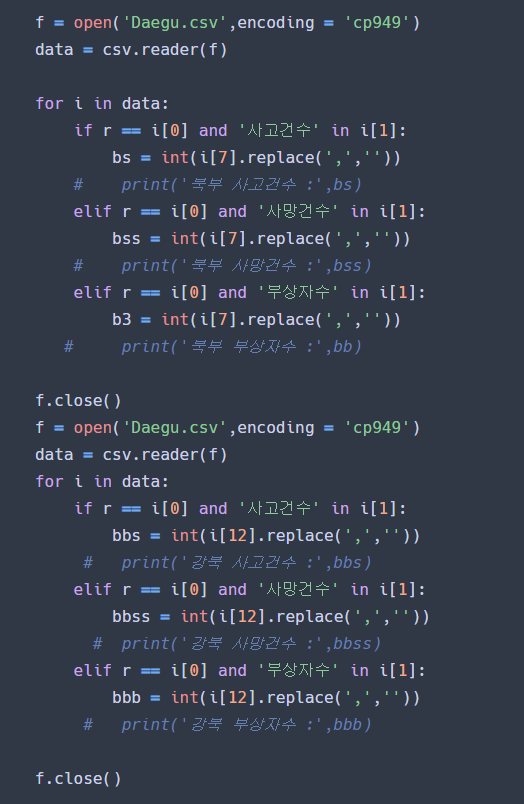 f = open('Daegu.csv',encoding = 'cp949')
data = csv.reader(f)
for i in data:
if r == i[0] and '사고건수' in i[1]:
bs = int(i[7].replace(',',''))
# print('북부 사고건수 :',bs)
elif r == i[0] and '사망건수' in i[1]:
bss = int(i[7].replace(',',''))
# print('북부 사망건수 :',bss)
elif r == i[0] and '부상자수' in i[1]:
b3 = int(i[7].replace(',',''))
# print('북부 부상자수 :',bb)
f.close()
f = open('Daegu.csv',encoding = 'cp949')
data = csv.reader(f)
for i in data:
if r == i[0] and '사고건수' in i[1]:
bbs = int(i[12].replace(',',''))
# print('강북 사고건수 :',bbs)
elif r == i[0] and '사망건수' in i[1]:
bbss = int(i[12].replace(',',''))
# print('강북 사망건수 :',bbss)
elif r == i[0] and '부상자수' in i[1]:
bbb = int(i[12].replace(',',''))
# print('강북 부상자수 :',bbb)
f.close()